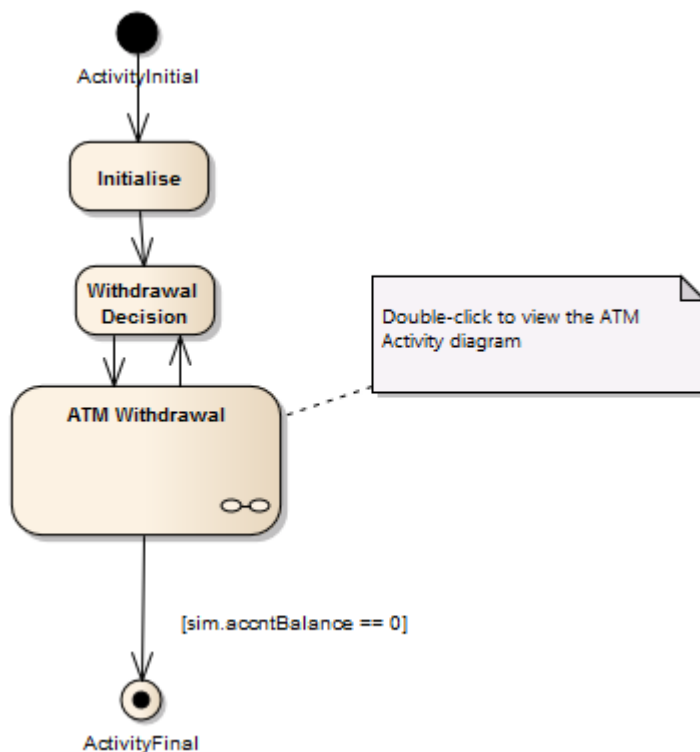 ActivityInitial
Initialise
Withdrawal
Decision
Double-click to view the ATM
Activity diagram
ATM Withdrawal
[sim.accntBalance == 0]
ActivityFinal